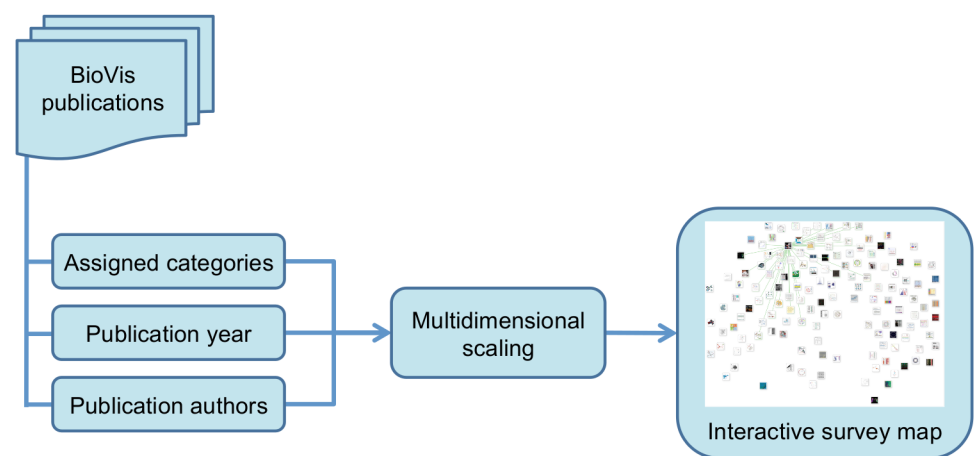 BioVis
publications
Assigned categories
Publication year
Publication authors
Multidimensional
scaling
Interactive survey map